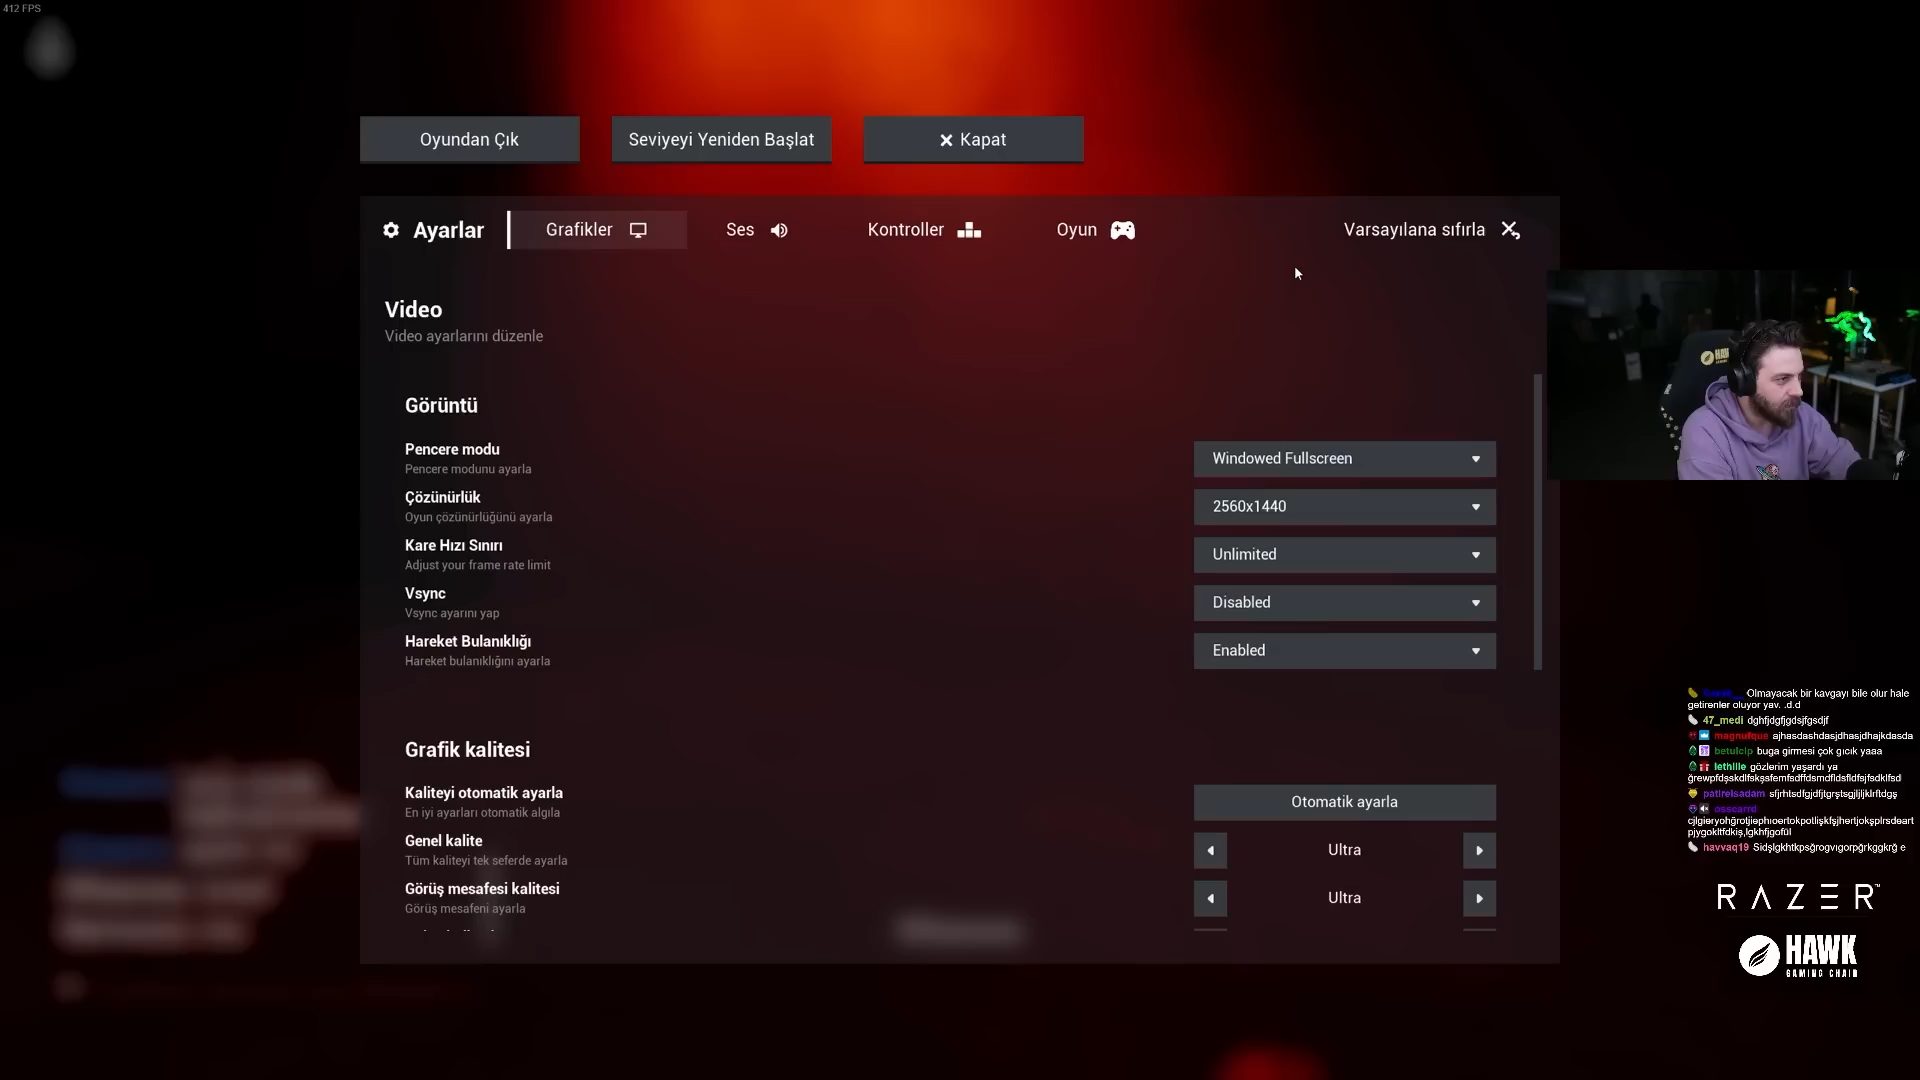 412 FPS
Oyundan Çık
Seviyeyi Yeniden Başlat
Kapat
Ayarlar
Grafikler
Ses
Kontroller
Oyun
Varsayılana sıfırla
Video
Video ayarlarını düzenle
Görüntü
Pencere modu
Pencere modunu ayarla
Windowed Fullscreen
Çözünürlük
Oyun çözünürlüğünü ayarla
2560x1440
Kare Hızı Sınırı
Adjust your frame rate limit
Unlimited
Vsync
Vsync ayarını yap
Disabled
Hareket Bulanıklığı
Hareket bulanıklığını ayarla
Enabled
Grafik kalitesi
Kaliteyi otomatik ayarla
En iyi ayarları otomatik algıla
Otomatik ayarla
Genel kalite
Tüm kaliteyi tek seferde ayarla
Ultra
Görüş mesafesi kalitesi
Görüş mesafeni ayarla
Ultra
Olmayacak bir kavgayı bile olur hale
getirenler oluyor yav. .d.d
47_medi dghfjdgfjgdsjfgsdjf
magnufque ajhasdashdasjdhasjdhajkdasda
betulclp buga girmesi çok gıcık yaaa
lethille gözlerim yaşardı ya
patirelsadam
ossearrd
havvaq19
RAZER
HAWK
GAMING CHAIR